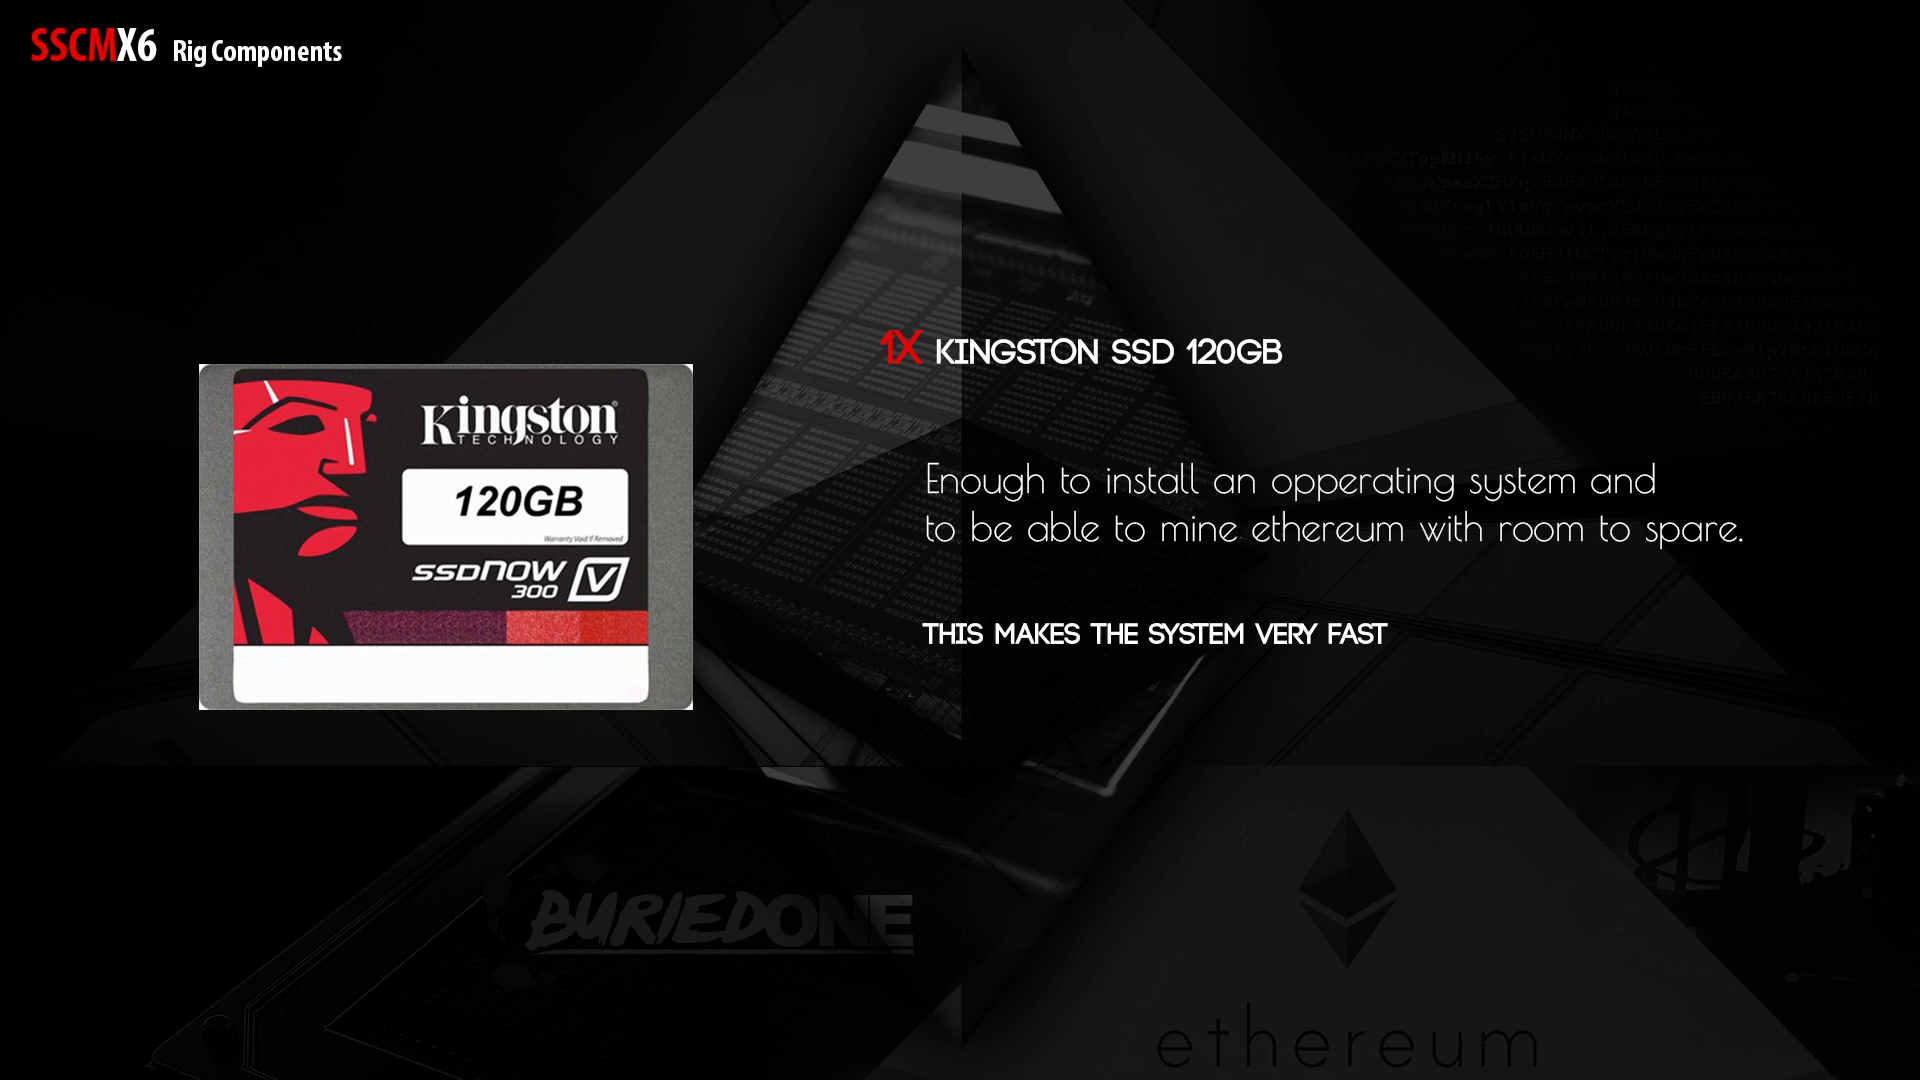 SSCMX6 Rig Components
1X KINGSTON SSD 120GB
Kingston
TECHNOLOGY
120GB
Warranty Void If Removed
SSDNOW
300 V
Enough to install an opperating system and
to be able to mine ethereum with room to spare.
THIS MAKES THE SYSTEM VERY FAST
BURIEDONE
ethereum